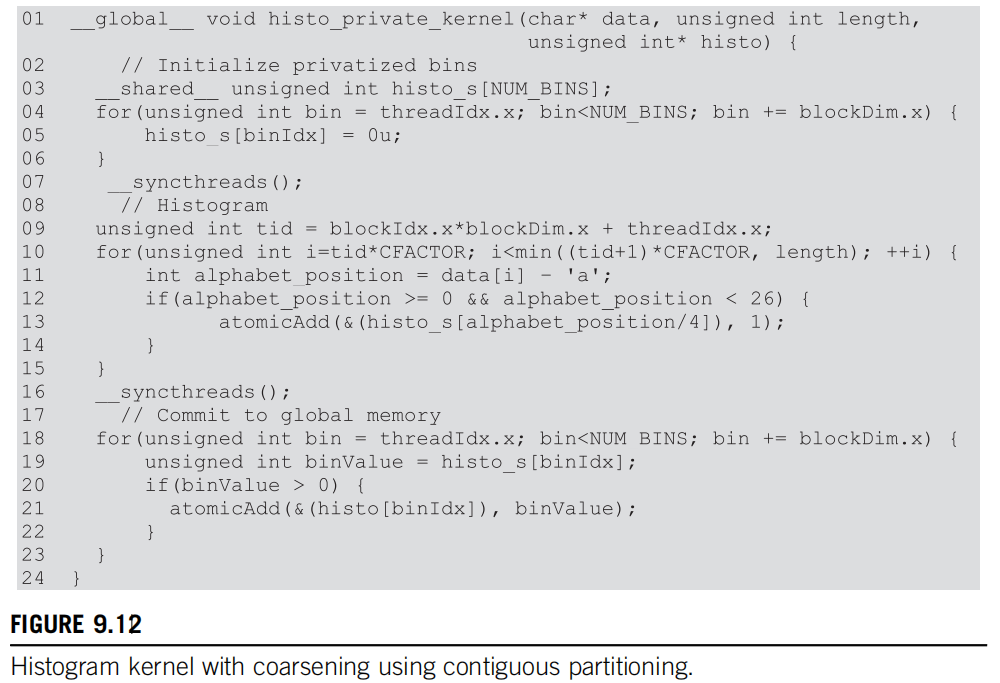 01 __global__ void histo_private_kernel(char* data, unsigned int length,
unsigned int* histo) {
02 // Initialize privatized bins
03 __shared__ unsigned int histo_s[NUM_BINS];
04 for(unsigned int bin = threadIdx.x; bin<NUM_BINS; bin += blockDim.x) {
05 histo_s[binIdx] = 0u;
06 }
07 __syncthreads();
08 // Histogram
09 unsigned int tid = blockIdx.x*blockDim.x + threadIdx.x;
10 for(unsigned int i=tid*CFACTOR; i<min((tid+1)*CFACTOR, length); ++i) {
11 int alphabet_position = data[i] - 'a';
12 if(alphabet_position >= 0 && alphabet_position < 26) {
13 atomicAdd(&(histo_s[alphabet_position/4]), 1);
14 }
15 }
16 __syncthreads();
17 // Commit to global memory
18 for(unsigned int bin = threadIdx.x; bin<NUM BINS; bin += blockDim.x) {
19 unsigned int binValue = histo_s[binIdx];
20 if(binValue > 0) {
21 atomicAdd(&(histo[binIdx]), binValue);
22 }
23 }
24 }
FIGURE 9.12
Histogram kernel with coarsening using contiguous partitioning.